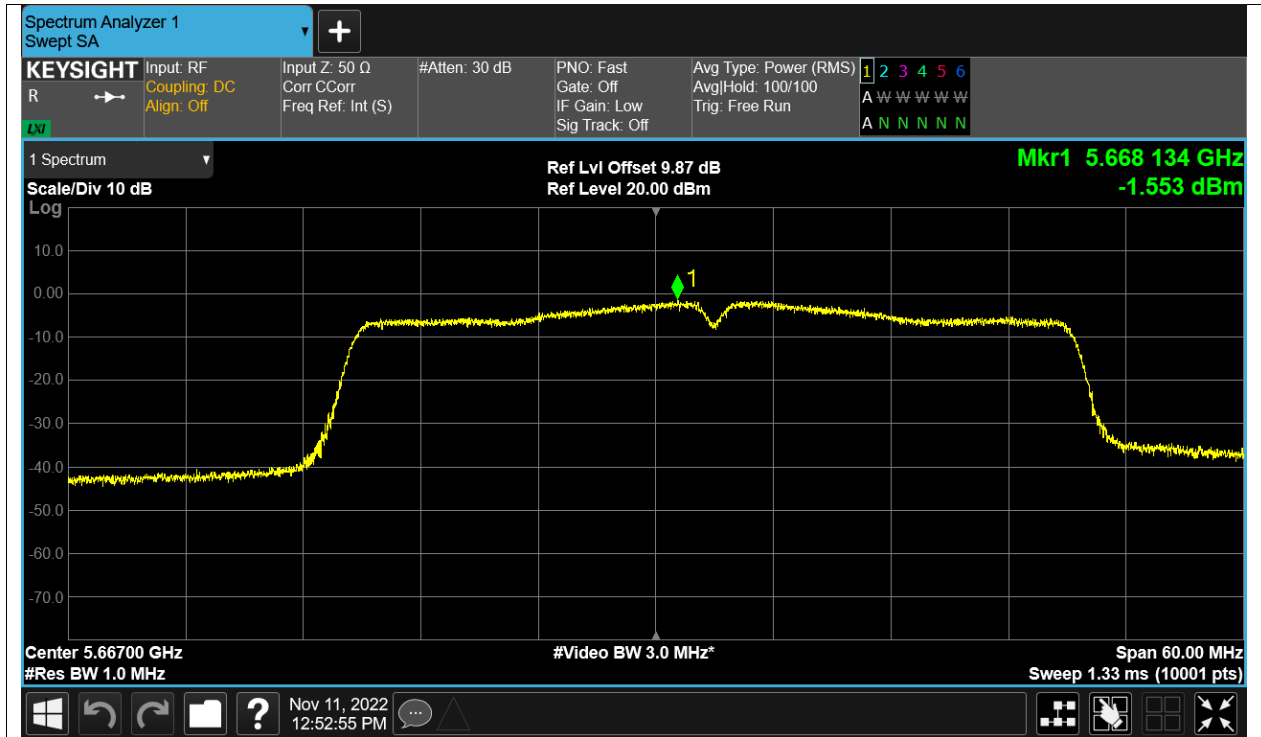 Spectrum Analyzer 1
Swept SA
▼
+
KEYSIGHT
R
LXI
Input: RF
Coupling: DC
Align: Off
Input Z: 50 Ω
Corr CCorr
Freq Ref: Int (S)
#Atten: 30 dB
PNO: Fast
Gate: Off
IF Gain: Low
Sig Track: Off
Avg Type: Power (RMS)
Avg|Hold: 100/100
Trig: Free Run
1 2 3 4 5 6
A W W W W W
A N N N N N
1 Spectrum ▼
Scale/Div 10 dB
Log
Ref Lvl Offset 9.87 dB
Ref Level 20.00 dBm
Mkr1 5.668 134 GHz
-1.553 dBm
1
10.0
0.00
-10.0
-20.0
-30.0
-40.0
-50.0
-60.0
-70.0
Center 5.66700 GHz
#Res BW 1.0 MHz
#Video BW 3.0 MHz*
Span 60.00 MHz
Sweep 1.33 ms (10001 pts)
?
Nov 11, 2022
12:52:55 PM